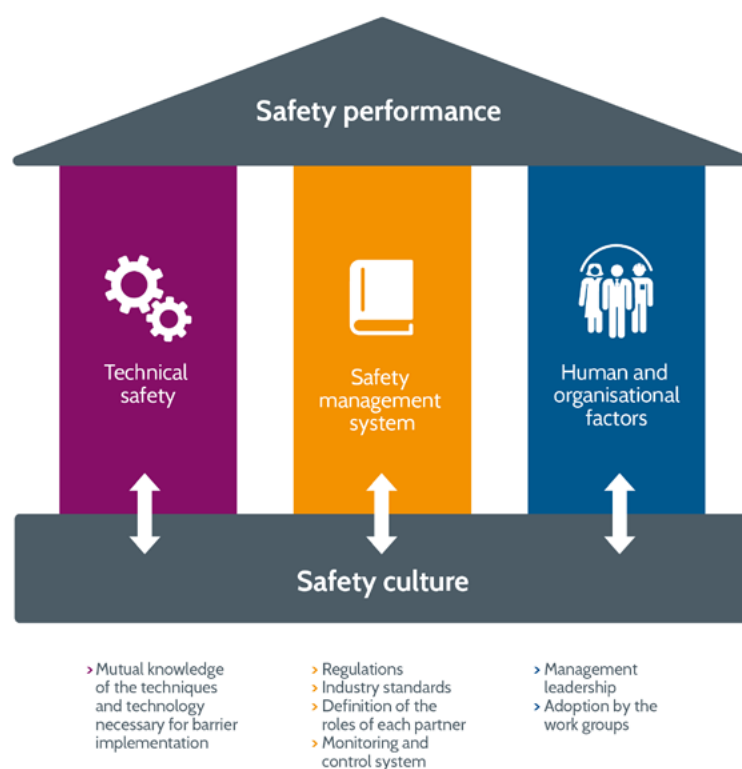 Safety performance
Technical
safety
Safety
management
system
Human and
organisational
factors
Safety culture
> Mutual knowledge
of the techniques
and technology
necessary for barrier
implementation
> Regulations
> Industry standards
> Definition of the
roles of each partner
> Monitoring and
control system
> Management
leadership
> Adoption by the
work groups